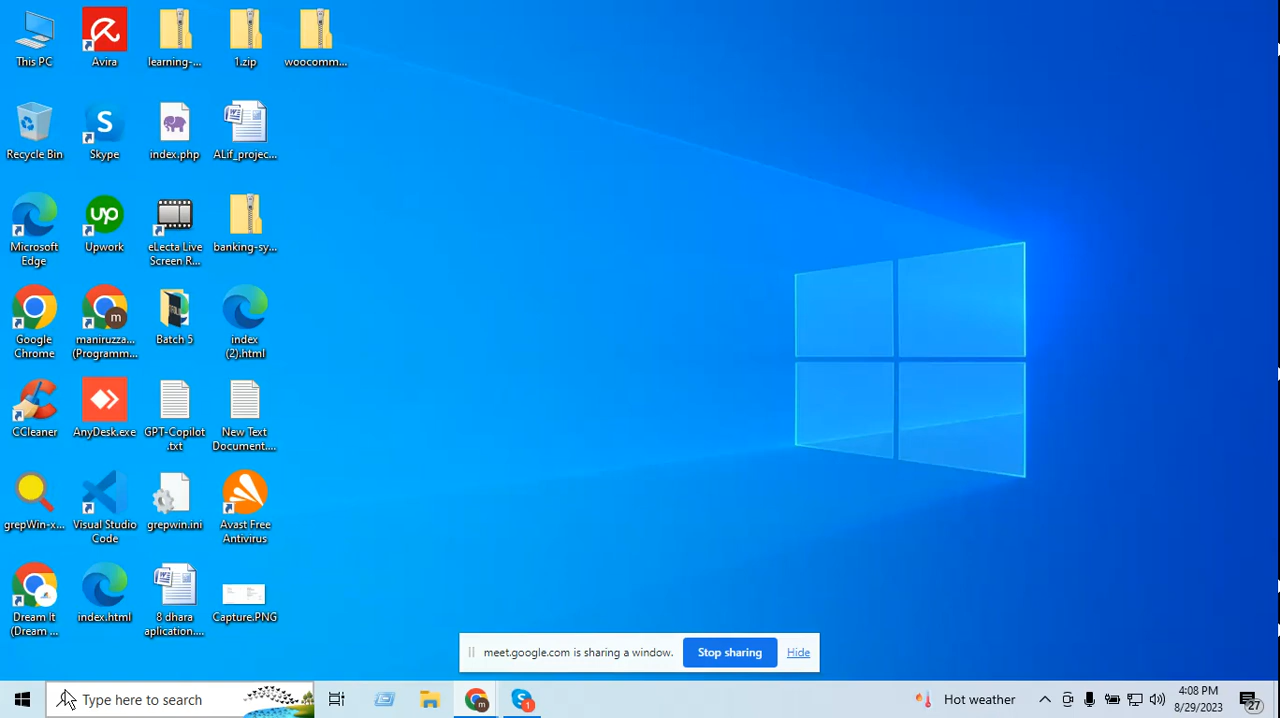 This PC
Avira
learning-...
1.zip
woocomm...
Recycle Bin
Skype
index.php
ALif_projec...
Microsoft
Edge
up
Upwork
eLecta Live
Screen R...
banking-sy...
Google
Chrome
m
maniruzza...
(Programm...
Batch 5
index
(2).html
CCleaner
AnyDesk.exe
GPT-Copilot
.txt
New Text
Document....
grepWin-x...
Visual Studio
Code
grepwin.ini
Avast Free
Antivirus
Dream It
(Dream ...
index.html
8 dhara
aplication....
Capture.PNG
meet.google.com is sharing a window.
Stop sharing
Hide
Type here to search
m
1
Hot weather
4:08 PM
8/29/2023
27